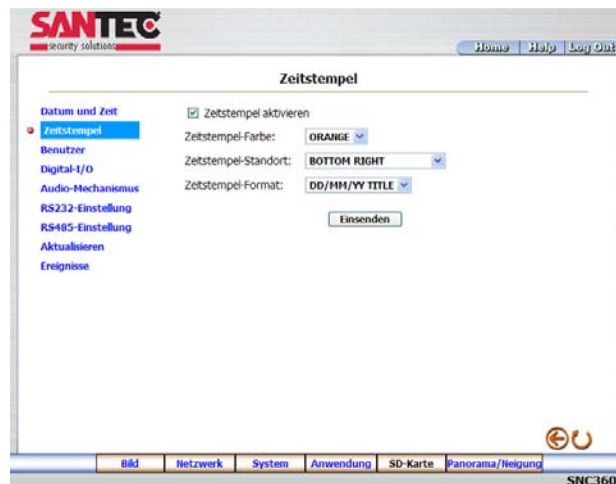 SANTEC
security solutions
Home Help Log Out
Zeitstempel
Datum und Zeit
Zeitstempel
Benutzer
Digital-I/O
Audio-Mechanismus
RS232-Einstellung
RS485-Einstellung
Aktualisieren
Ereignisse
Zeitstempel aktivieren
Zeitstempel-Farbe: ORANGE
Zeitstempel-Standort: BOTTOM RIGHT
Zeitstempel-Format: DD/MM/YY TITLE
Einsenden
Bild Netzwerk System Anwendung SD-Karte Panorama/Neigung